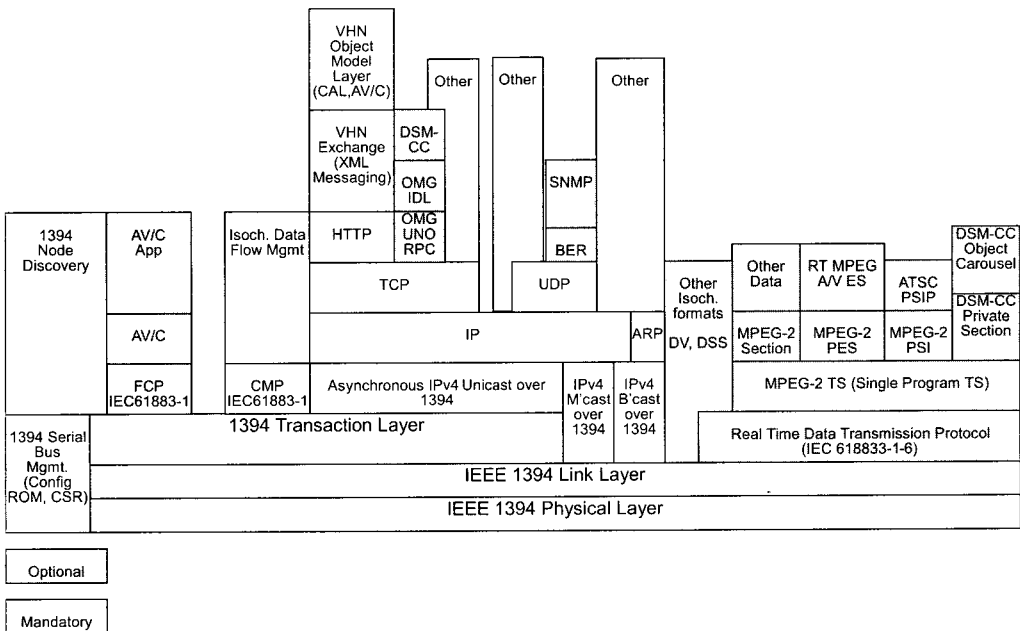 VHN
Object
Model
Layer
(CAL,AV/C)
Other
Other
Other
VHN
Exchange
(XML
Messaging)
DSM-
CC
OMG
IDL
SNMP
1394
Node
Discovery
AV/C
App
Isoch. Data
Flow Mgmt
HTTP
OMG
UNO
RPC
BER
TCP
UDP
Other
Isoch.
formats
DV, DSS
Other
Data
RT MPEG
A/V ES
ATSC
PSIP
DSM-CC
Object
Carousel
DSM-CC
Private
Section
AV/C
IP
ARP
MPEG-2
Section
MPEG-2
PES
MPEG-2
PSI
FCP
IEC61883-1
CMP
IEC61883-1
Asynchronous IPv4 Unicast over
1394
IPv4
M'cast
over
1394
IPv4
B'cast
over
1394
MPEG-2 TS (Single Program TS)
1394 Serial
Bus
Mgmt.
(Config
ROM, CSR)
1394 Transaction Layer
Real Time Data Transmission Protocol
(IEC 618833-1-6)
IEEE 1394 Link Layer
IEEE 1394 Physical Layer
Optional
Mandatory